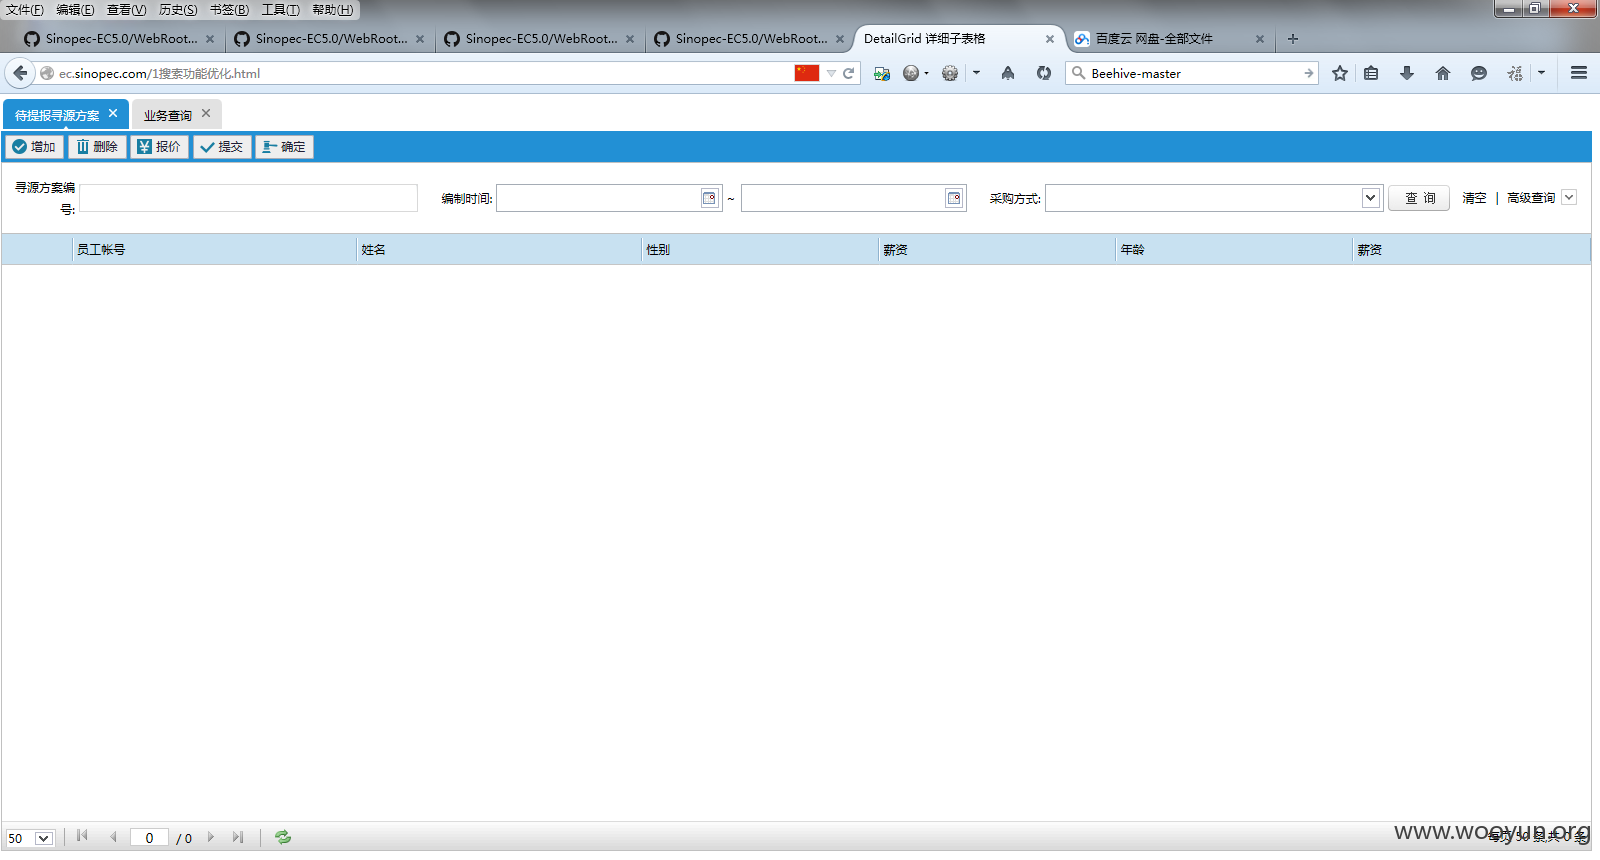 文件(F) 编辑(E) 查看(V) 历史(S) 书签(B) 工具(T) 帮助(H)
Sinopec-EC5.0/WebRoot... Sinopec-EC5.0/WebRoot... Sinopec-EC5.0/WebRoot... Sinopec-EC5.0/WebRoot... DetailGrid 详细子表格 百度云 网盘-全部文件
ec.sinopec.com/1搜索功能优化.html Beehive-master
待提报寻源方案 业务查询
增加 删除 报价 提交 确定
寻源方案编
号: 编制时间: ~ 采购方式: 查 询 清空 | 高级查询
员工帐号 姓名 性别 薪资 年龄 薪资
50 0 / 0 每页 50 条,共 0 条
www.wooyun.org